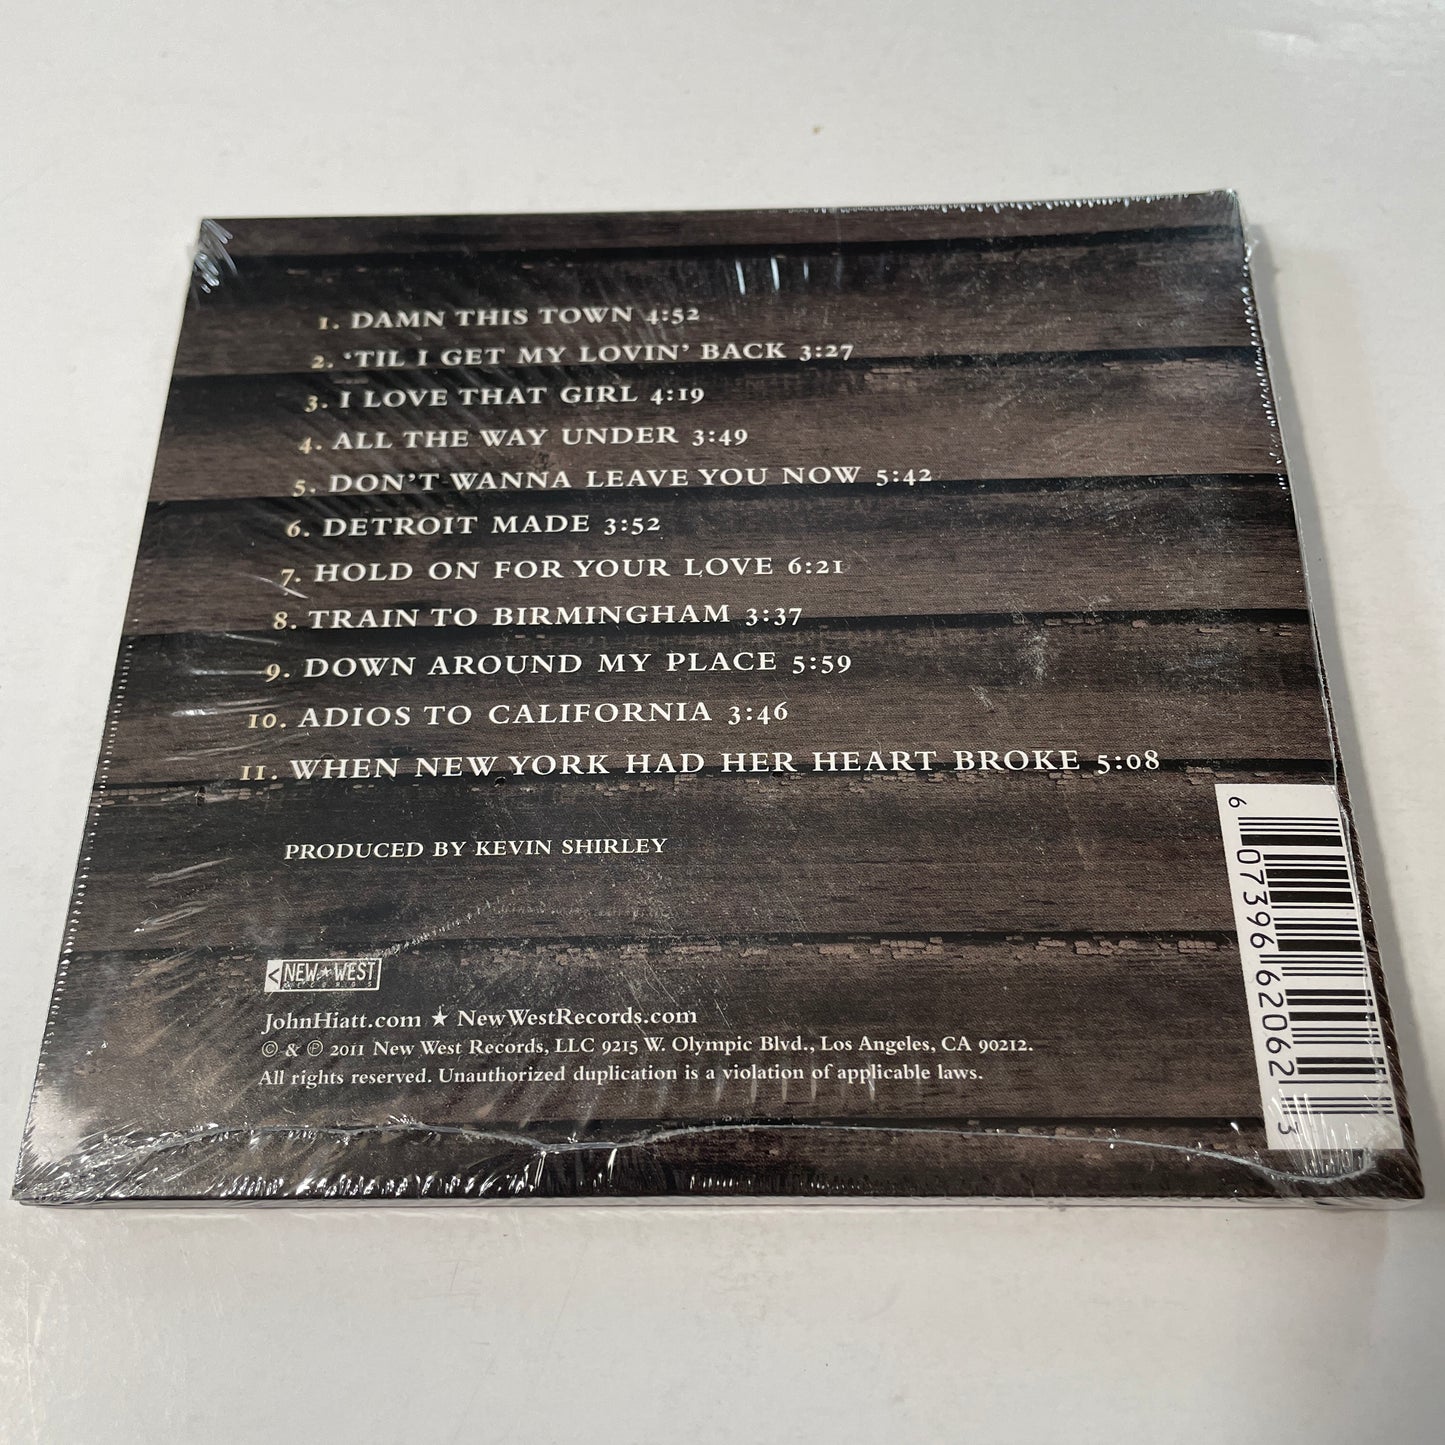 1. DAMN THIS TOWN 4:52
2. ‘TIL I GET MY LOVIN’ BACK 3:27
3. I LOVE THAT GIRL 4:19
4. ALL THE WAY UNDER 3:49
5. DON’T WANNA LEAVE YOU NOW 5:42
6. DETROIT MADE 3:52
7. HOLD ON FOR YOUR LOVE 6:21
8. TRAIN TO BIRMINGHAM 3:37
9. DOWN AROUND MY PLACE 5:59
10. ADIOS TO CALIFORNIA 3:46
11. WHEN NEW YORK HAD HER HEART BROKE 5:08
PRODUCED BY KEVIN SHIRLEY
NEW★WEST
RECORDS
JohnHiatt.com ★ NewWestRecords.com
© & ℗ 2011 New West Records, LLC 9215 W. Olympic Blvd., Los Angeles, CA 90212.
All rights reserved. Unauthorized duplication is a violation of applicable laws.
6 07396 62062 3